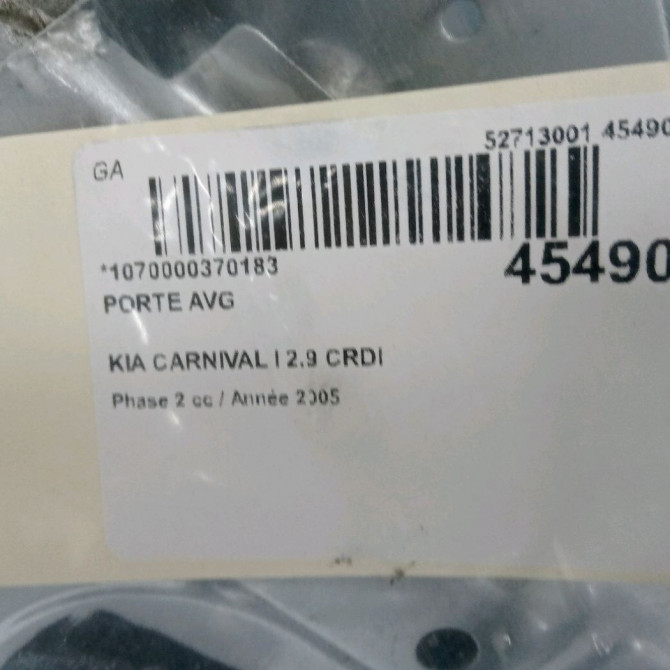 GA
52713001 45490
*1070000370183
45490
PORTE AVG
KIA CARNIVAL I 2.9 CRDI
Phase 2 cc / Année 2005